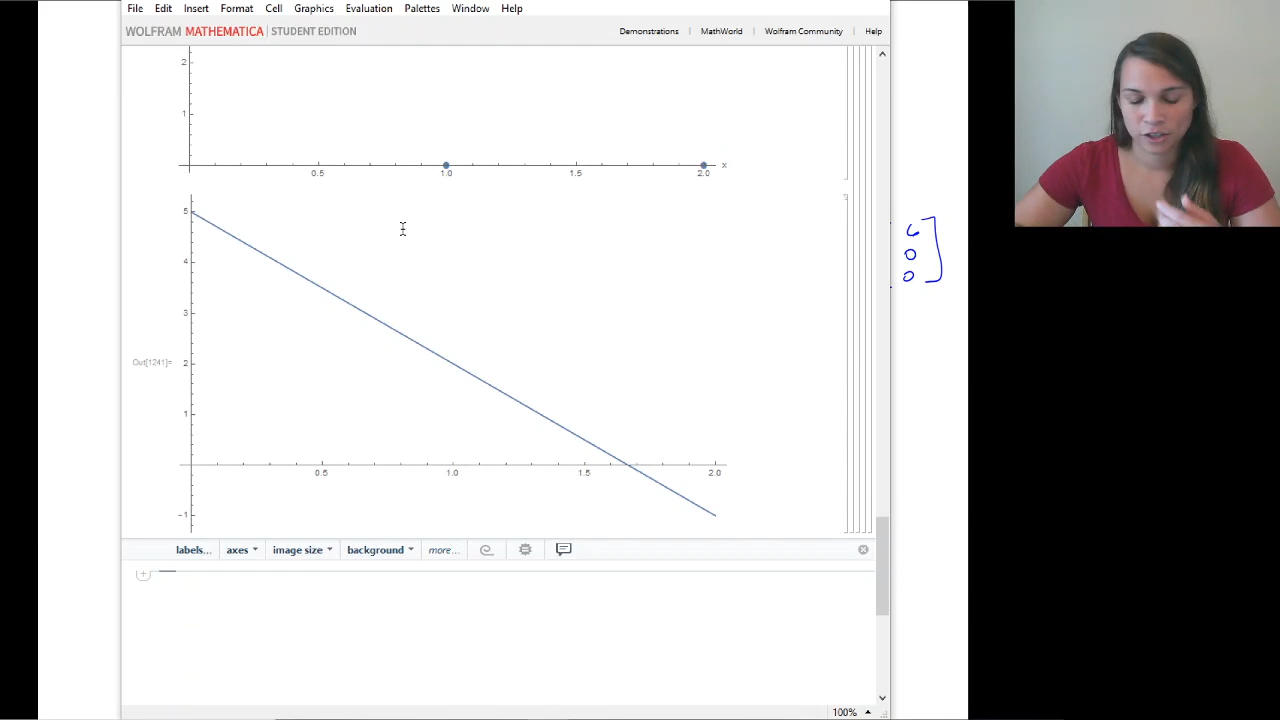 File Edit Insert Format Cell Graphics Evaluation Palettes Window Help
WOLFRAM MATHEMATICA | STUDENT EDITION Demonstrations | MathWorld | Wolfram Community | Help
2
1
0.5 1.0 1.5 2.0 x
5
4
3
Out[1241]=
2
1
0.5 1.0 1.5 2.0
-1
6
0
0
labels... axes image size background more...
100%